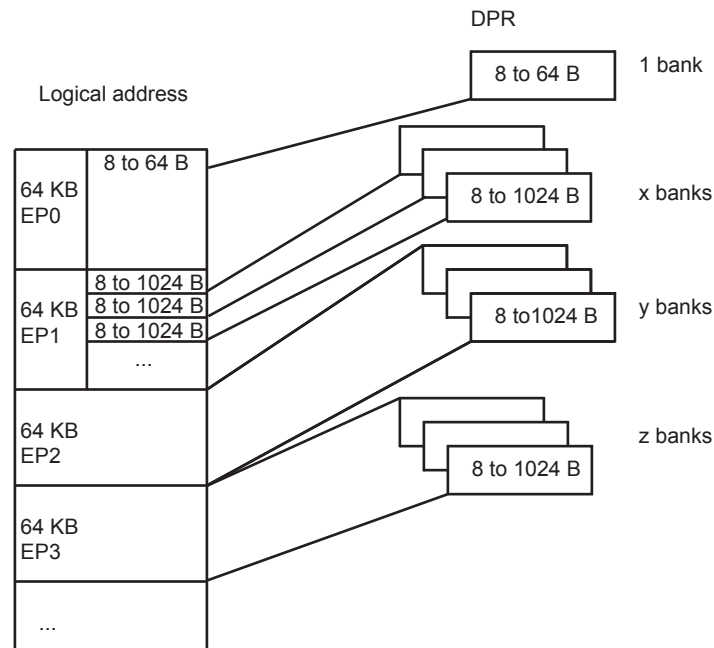 DPR
8 to 64 B
1 bank
Logical address
64 KB
EP0
8 to 64 B
8 to 1024 B
x banks
64 KB
EP1
8 to 1024 B
8 to 1024 B
8 to 1024 B
...
8 to1024 B
y banks
64 KB
EP2
8 to 1024 B
z banks
64 KB
EP3
...